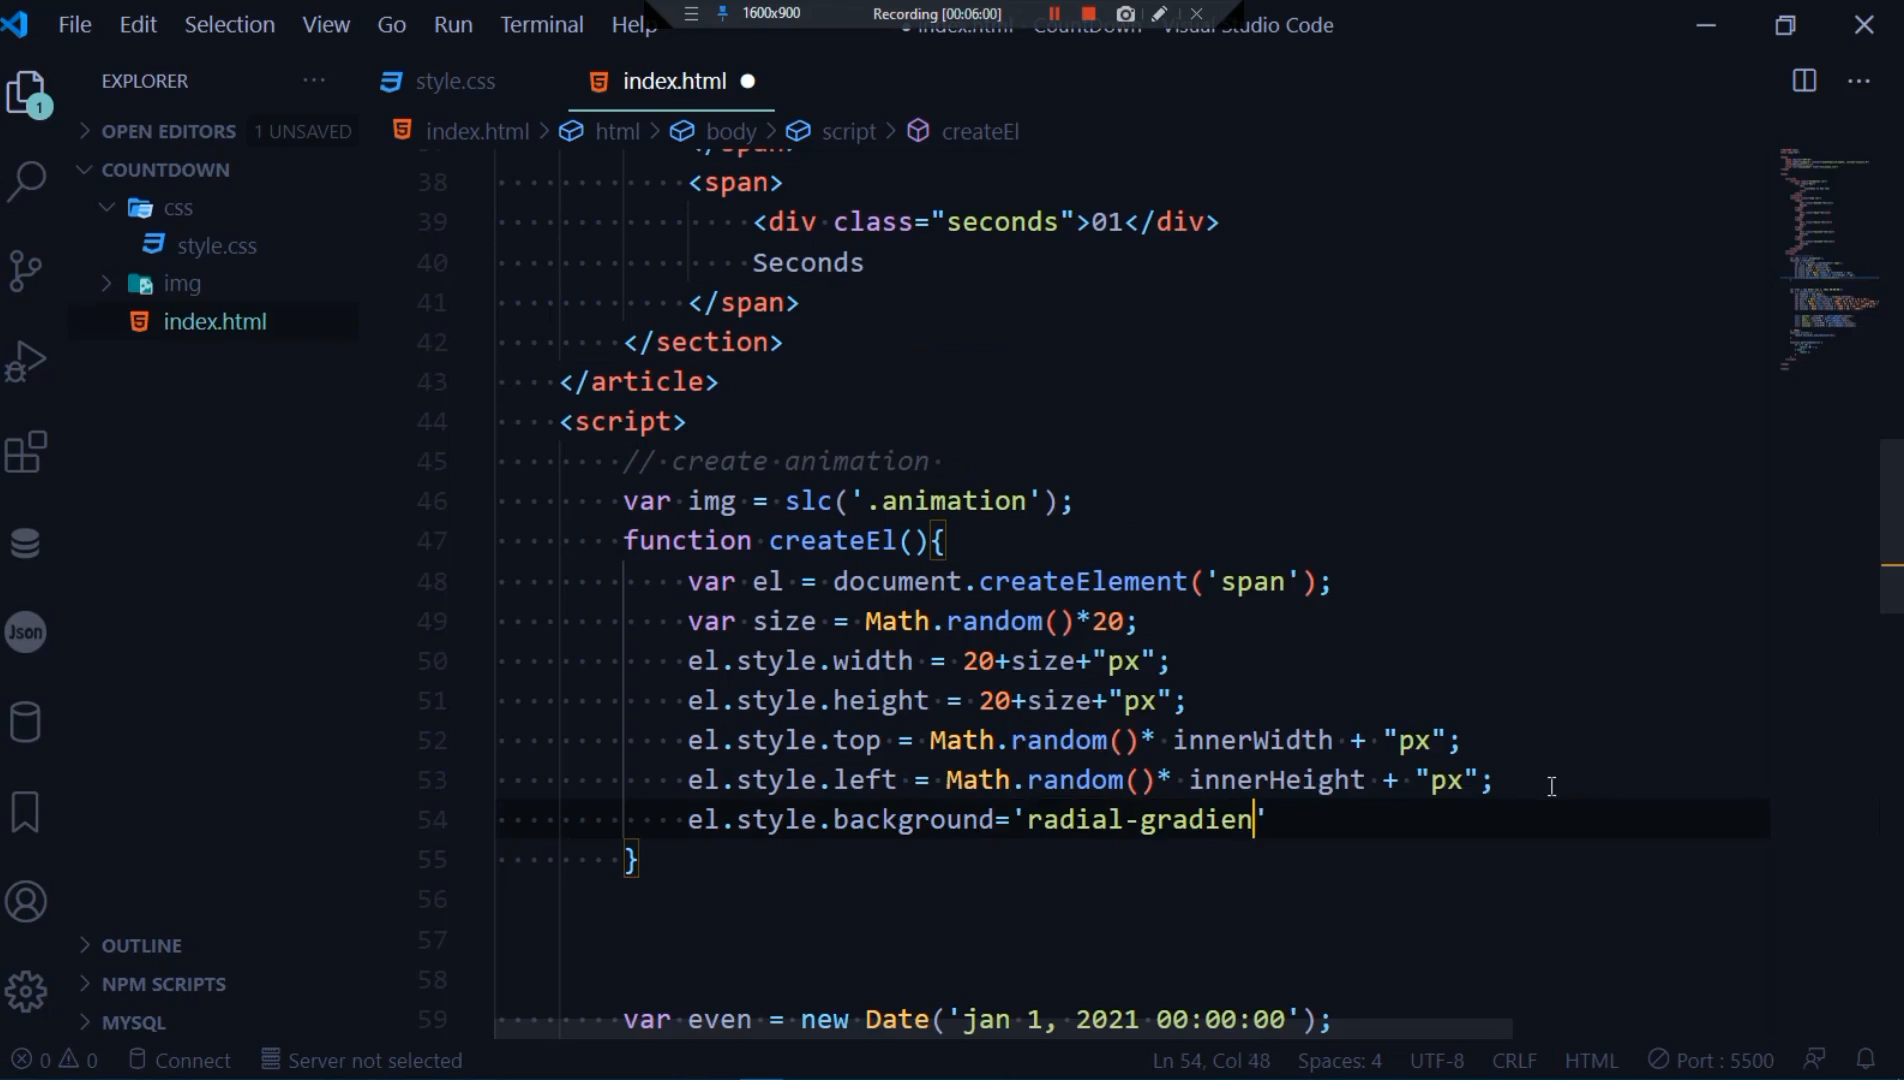 File Edit Selection View Go Run Terminal Help
1600x900 Recording [00:06:00]
index.html - CountDown - Visual Studio Code
EXPLORER
style.css
index.html
1
OPEN EDITORS 1 UNSAVED
index.html > html > body > script > createEl
COUNTDOWN
css
style.css
img
index.html
</span>
38 <span>
39 <div class="seconds">01</div>
40 Seconds
41 </span>
42 </section>
43 </article>
44 <script>
45 // create animation
46 var img = slc('.animation');
47 function createEl(){
48 var el = document.createElement('span');
49 var size = Math.random()*20;
50 el.style.width = 20+size+"px";
51 el.style.height = 20+size+"px";
52 el.style.top = Math.random()* innerWidth + "px";
53 el.style.left = Math.random()* innerHeight + "px";
54 el.style.background='radial-gradien'
55 }
56
57
58
59 var even = new Date('jan 1, 2021 00:00:00');
Json
OUTLINE
NPM SCRIPTS
MYSQL
0 0 Connect Server not selected
Ln 54, Col 48 Spaces: 4 UTF-8 CRLF HTML Port : 5500